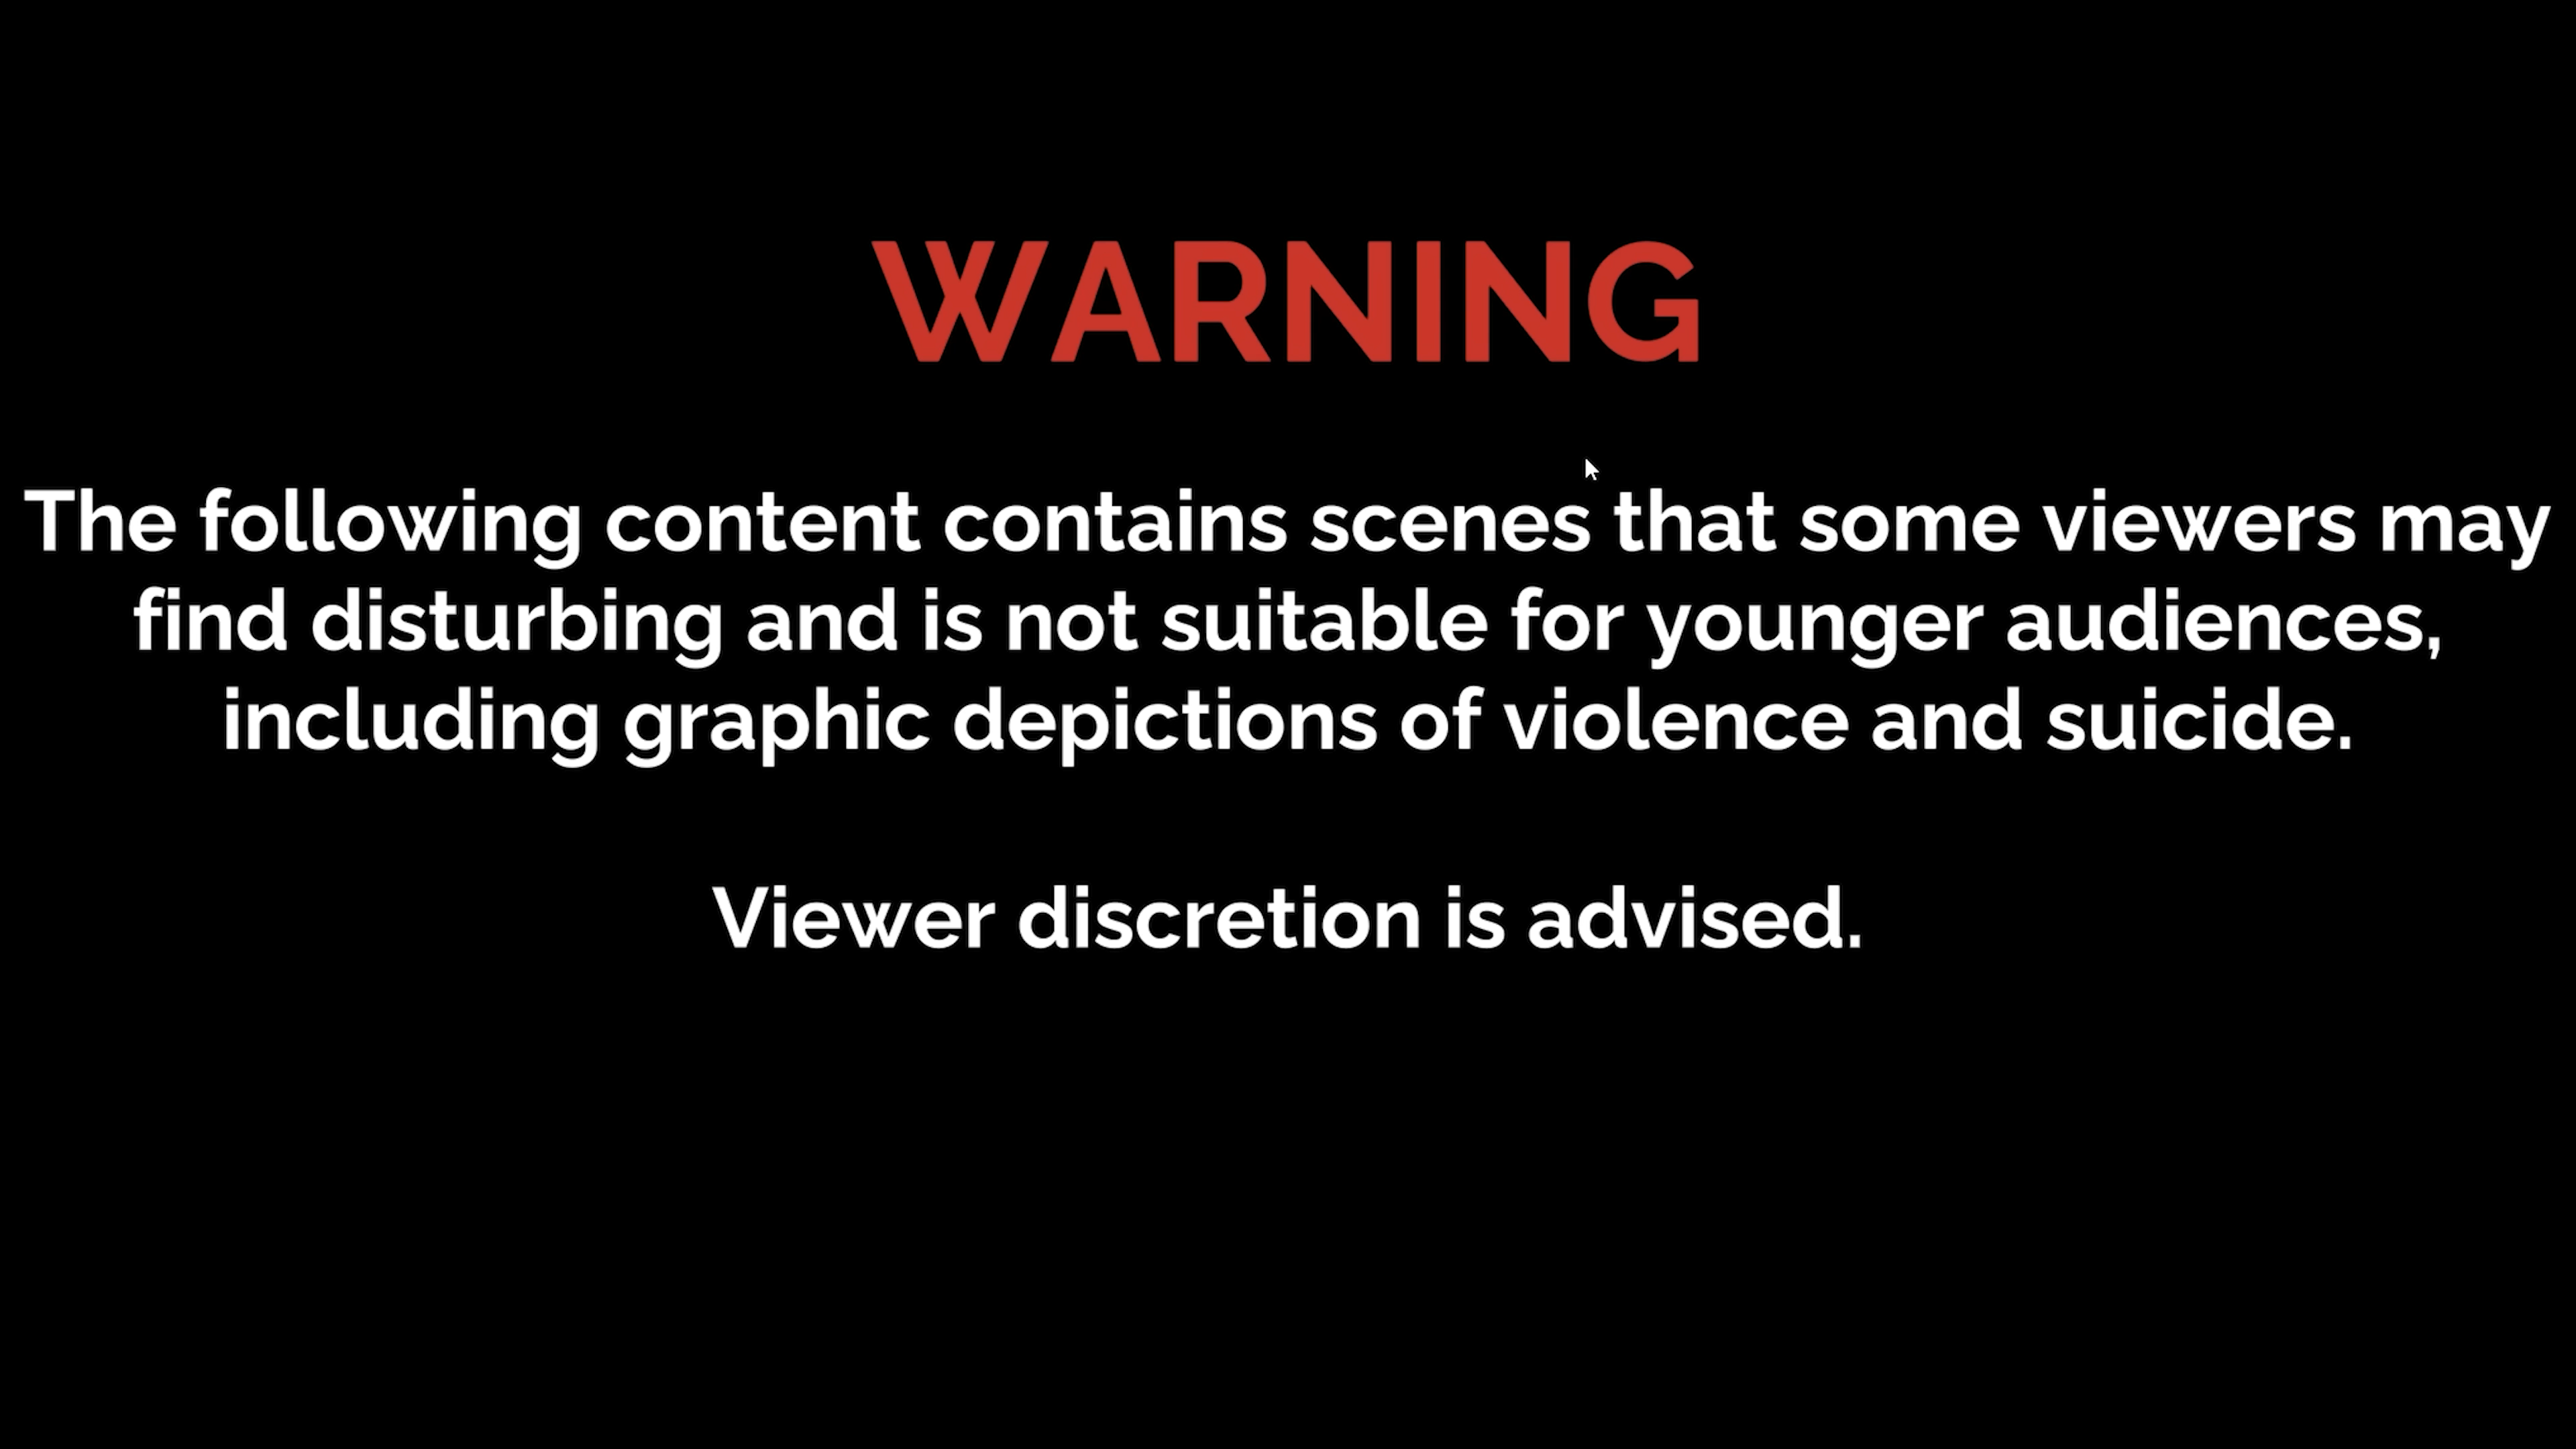 WARNING
The following content contains scenes that some viewers may
find disturbing and is not suitable for younger audiences,
including graphic depictions of violence and suicide.
Viewer discretion is advised.